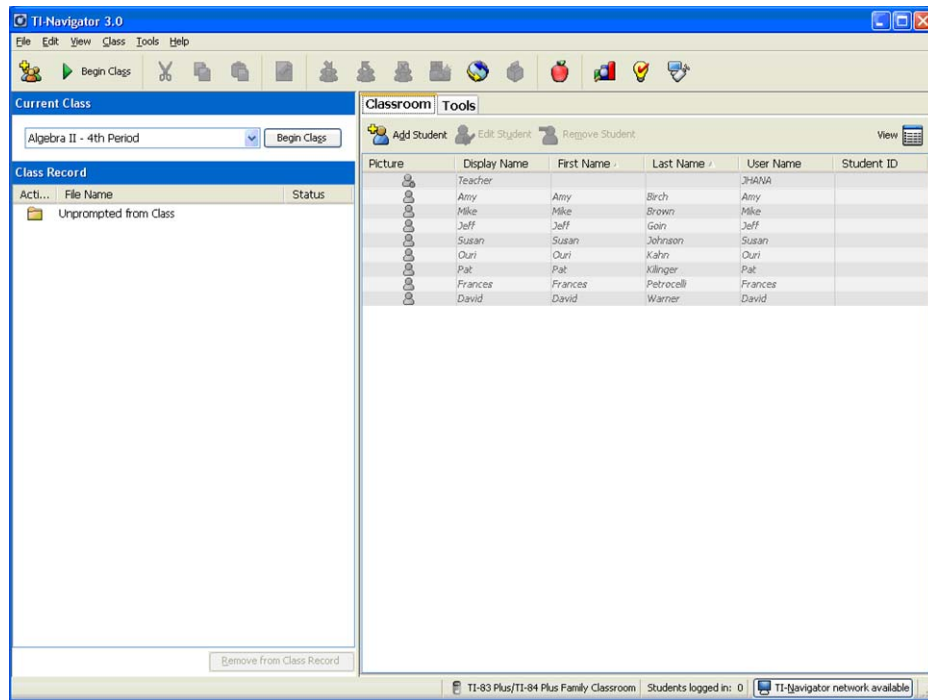 TI-Navigator 3.0
File Edit View Class Tools Help
Begin Class
Current Class
Algebra II - 4th Period Begin Class
Class Record
Acti... File Name Status
Unprompted from Class
Remove from Class Record
Classroom Tools
Add Student Edit Student Remove Student View
Picture Display Name First Name Last Name User Name Student ID
Teacher JHANA
Amy Amy Birch Amy
Mike Mike Brown Mike
Jeff Jeff Goin Jeff
Susan Susan Johnson Susan
Ouri Ouri Kahn Ouri
Pat Pat Kilinger Pat
Frances Frances Petrocelli Frances
David David Warner David
TI-83 Plus/TI-84 Plus Family Classroom Students logged in: 0 TI-Navigator network available